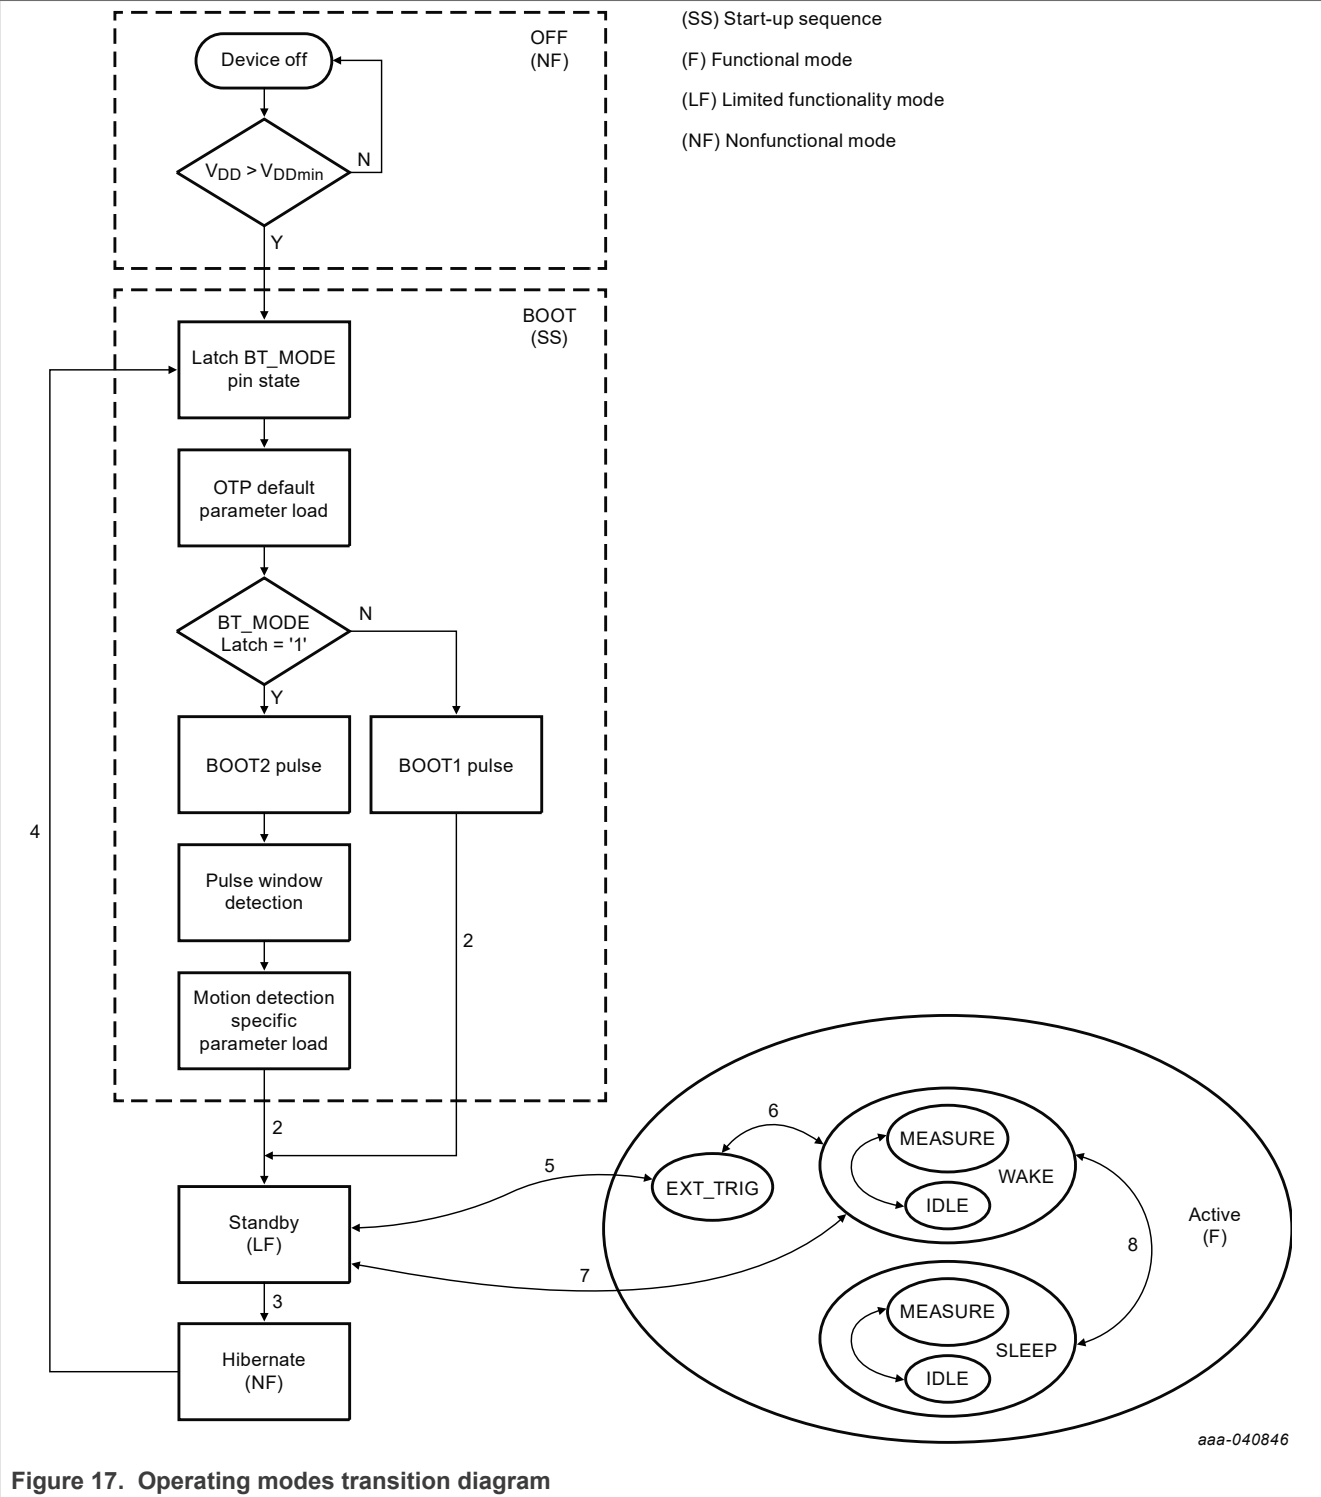 (SS) Start-up sequence
(F) Functional mode
(LF) Limited functionality mode
(NF) Nonfunctional mode
OFF
(NF)
Device off
VDD > VDDmin
N
Y
BOOT
(SS)
Latch BT_MODE
pin state
OTP default
parameter load
BT_MODE
Latch = '1'
N
Y
BOOT2 pulse
BOOT1 pulse
4
Pulse window
detection
2
Motion detection
specific
parameter load
2
Standby
(LF)
3
Hibernate
(NF)
5
7
6
EXT_TRIG
MEASURE
WAKE
IDLE
8
Active
(F)
MEASURE
SLEEP
IDLE
aaa-040846
Figure 17. Operating modes transition diagram